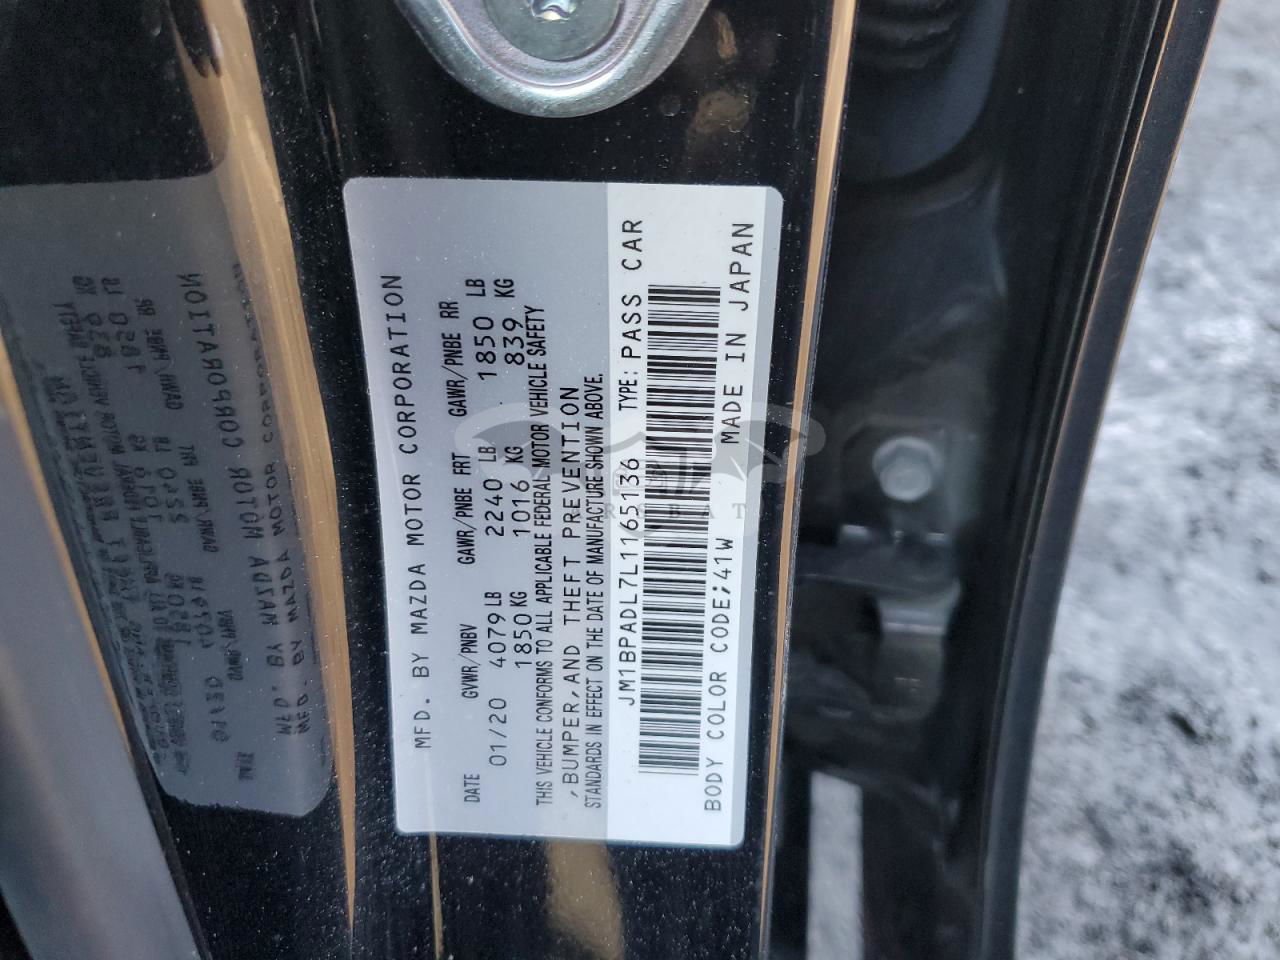 MFD. BY MAZDA MOTOR CORPORATION
DATE GVWR/PNBV GAWR/PNBE FRT GAWR/PNBE RR
01/20 4079 LB 2240 LB 1850 LB
1850 KG 1016 KG 839 KG
THIS VEHICLE CONFORMS TO ALL APPLICABLE FEDERAL MOTOR VEHICLE SAFETY
,BUMPER,AND THEFT PREVENTION
STANDARDS IN EFFECT ON THE DATE OF MANUFACTURE SHOWN ABOVE.
JM1BPADL7L1165136 TYPE: PASS CAR
BODY COLOR CODE;41W MADE IN JAPAN